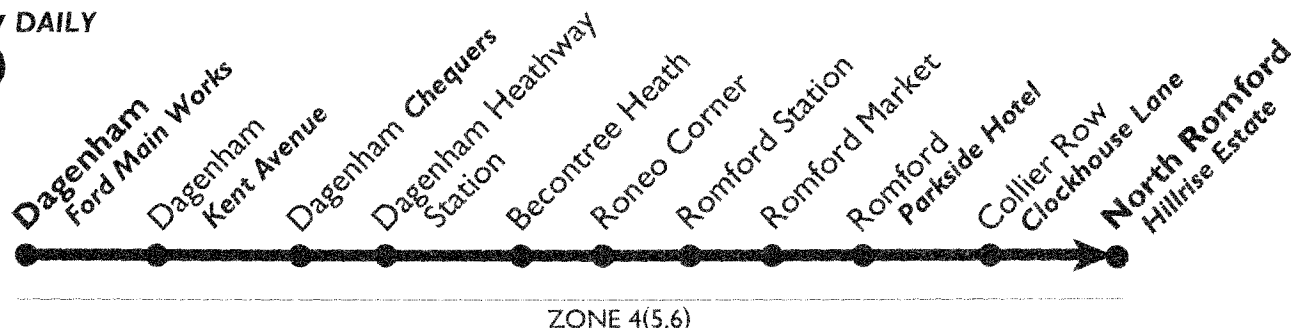 DAILY
Dagenham
Ford Main Works
Dagenham
Kent Avenue
Dagenham Chequers
Dagenham Heathway
Station
Becontree Heath
Roneo Corner
Romford Station
Romford Market
Romford
Parkside Hotel
Collier Row
Clockhouse Lane
North Romford
Hillrise Estate
ZONE 4(5,6)